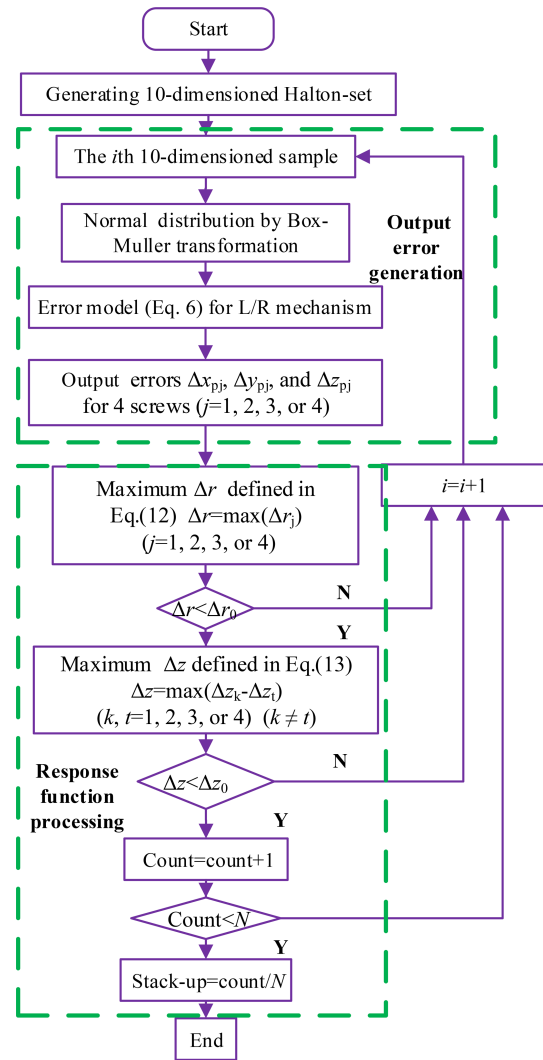 Start
Generating 10-dimensioned Halton-set
The ith 10-dimensioned sample
Normal distribution by Box-
Muller transformation
Output
error
generation
Error model (Eq. 6) for L/R mechanism
Output errors Δxpj, Δypj, and Δzpj
for 4 screws (j=1, 2, 3, or 4)
Maximum Δr defined in
Eq.(12) Δr=max(Δrj)
(j=1, 2, 3, or 4)
i=i+1
Δr<Δr0
N
Y
Maximum Δz defined in Eq.(13)
Δz=max(Δzk-Δzt)
(k, t=1, 2, 3, or 4) (k ≠ t)
Δz<Δz0
N
Response
function
processing
Y
Count=count+1
Count<N
Y
Stack-up=count/N
End